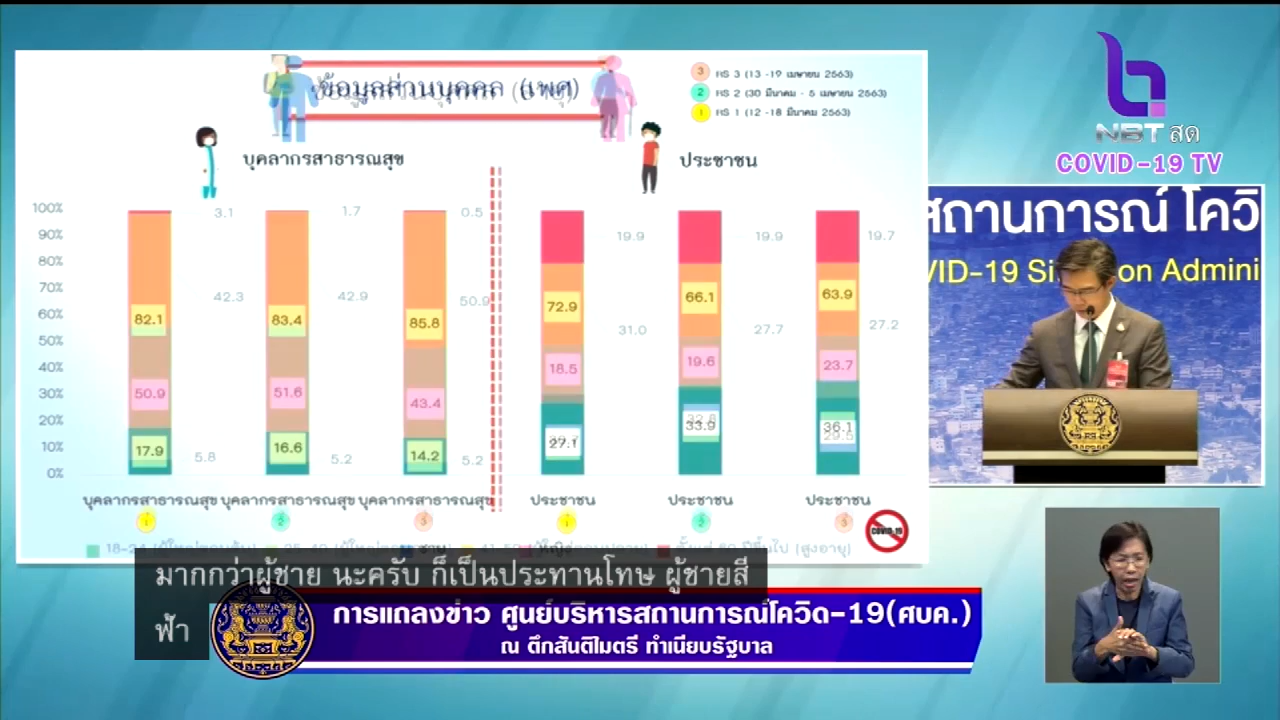 ข้อมูลส่วนบุคคล (เพศ)
3 HS 3 (13 -19 เมษายน 2563)
2 HS 2 (30 มีนาคม - 5 เมษายน 2563)
1 HS 1 (12 -18 มีนาคม 2563)
NBT สด
COVID-19 TV
บุคลากรสาธารณสุข
ประชาชน
สถานการณ์ โควิ
VID-19 Si on Admini
100%
90%
80%
70%
60%
50%
40%
30%
20%
10%
0%
3.1 1.7 0.5 19.9 19.9 19.7
42.3 42.9 50.9 31.0 27.7 27.2
82.1 83.4 85.8 72.9 66.1 63.9
50.9 51.6 43.4 18.5 19.6 23.7
17.9 16.6 14.2 27.1 33.9 36.1
5.8 5.2 5.2
บุคลากรสาธารณสุข บุคลากรสาธารณสุข บุคลากรสาธารณสุข ประชาชน ประชาชน ประชาชน
1 2 3 1 2 3
COVID-19
มากกว่าผู้ชาย นะครับ ก็เป็นประทานโทษ ผู้ชายสี
ฟ้า
การแถลงข่าว ศูนย์บริหารสถานการณ์โควิด-19(ศบค.)
ณ ตึกสันติไมตรี ทำเนียบรัฐบาล